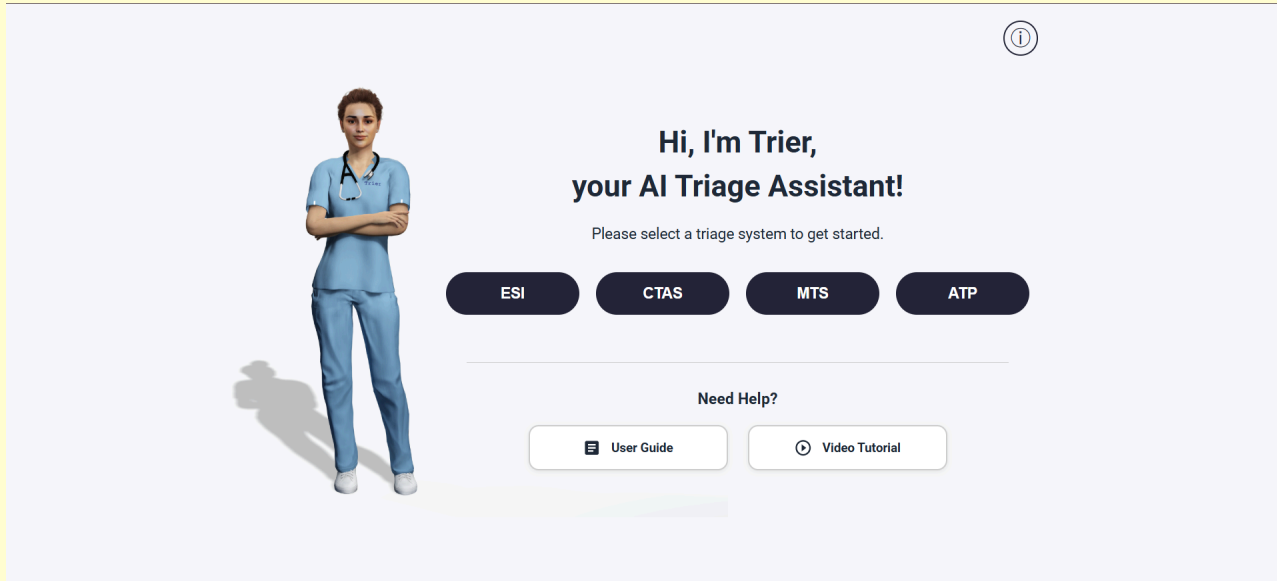 Hi, I'm Trier,
your AI Triage Assistant!
Trier
Please select a triage system to get started.
ESI CTAS MTS ATP
Need Help?
User Guide Video Tutorial